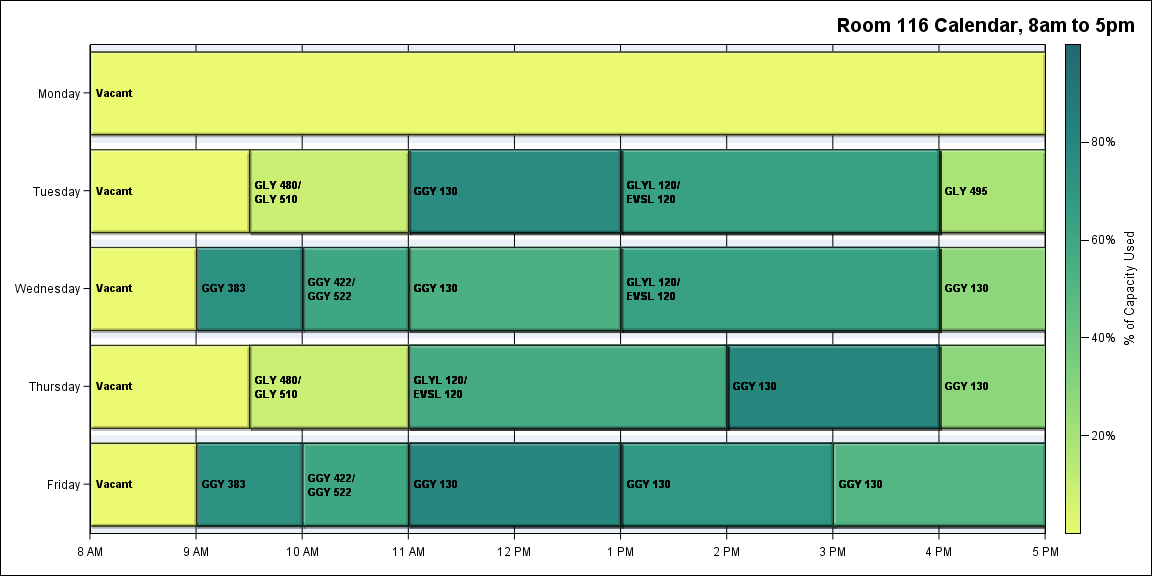 Room 116 Calendar, 8am to 5pm
Monday
Vacant
Tuesday
Vacant
GLY 480/
GLY 510
GGY 130
GLYL 120/
EVSL 120
GLY 495
Wednesday
Vacant
GGY 383
GGY 422/
GGY 522
GGY 130
GLYL 120/
EVSL 120
GGY 130
Thursday
Vacant
GLY 480/
GLY 510
GLYL 120/
EVSL 120
GGY 130
GGY 130
Friday
Vacant
GGY 383
GGY 422/
GGY 522
GGY 130
GGY 130
GGY 130
8 AM
9 AM
10 AM
11 AM
12 PM
1 PM
2 PM
3 PM
4 PM
5 PM
80%
60%
40%
20%
% of Capacity Used